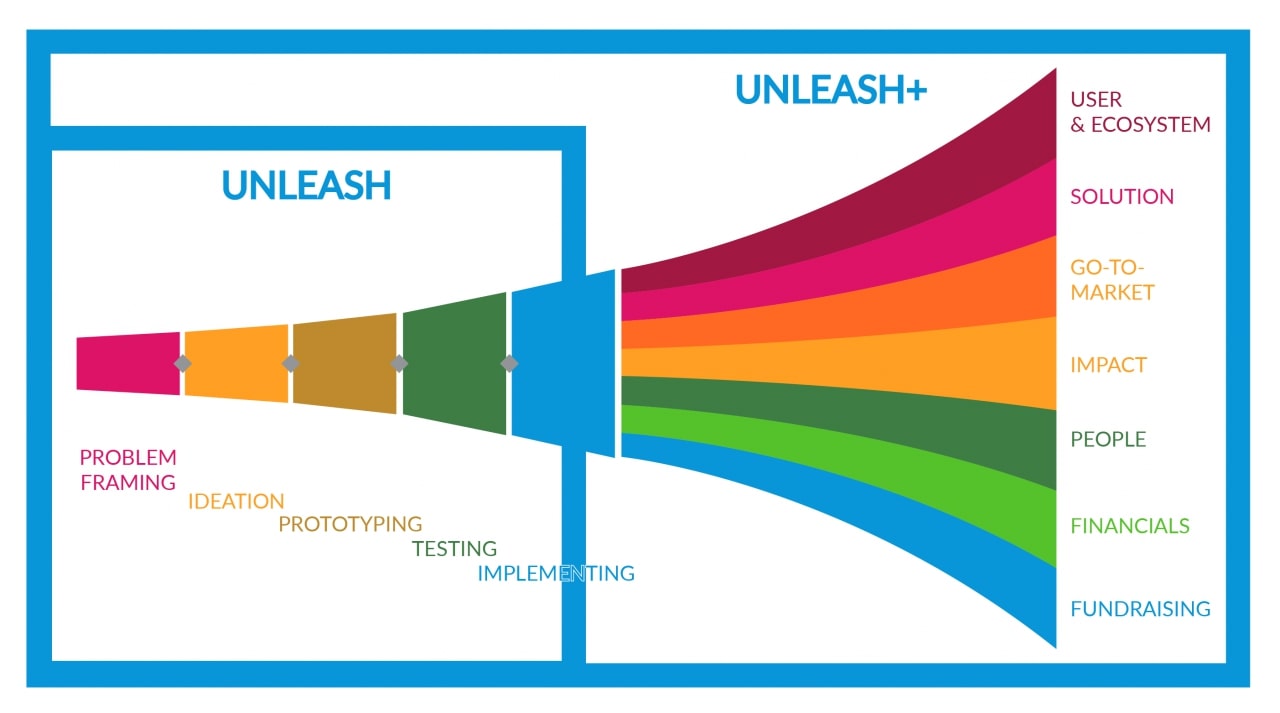 UNLEASH+
UNLEASH
PROBLEM
FRAMING
IDEATION
PROTOTYPING
TESTING
IMPLEMENTING
USER
& ECOSYSTEM
SOLUTION
GO-TO-
MARKET
IMPACT
PEOPLE
FINANCIALS
FUNDRAISING